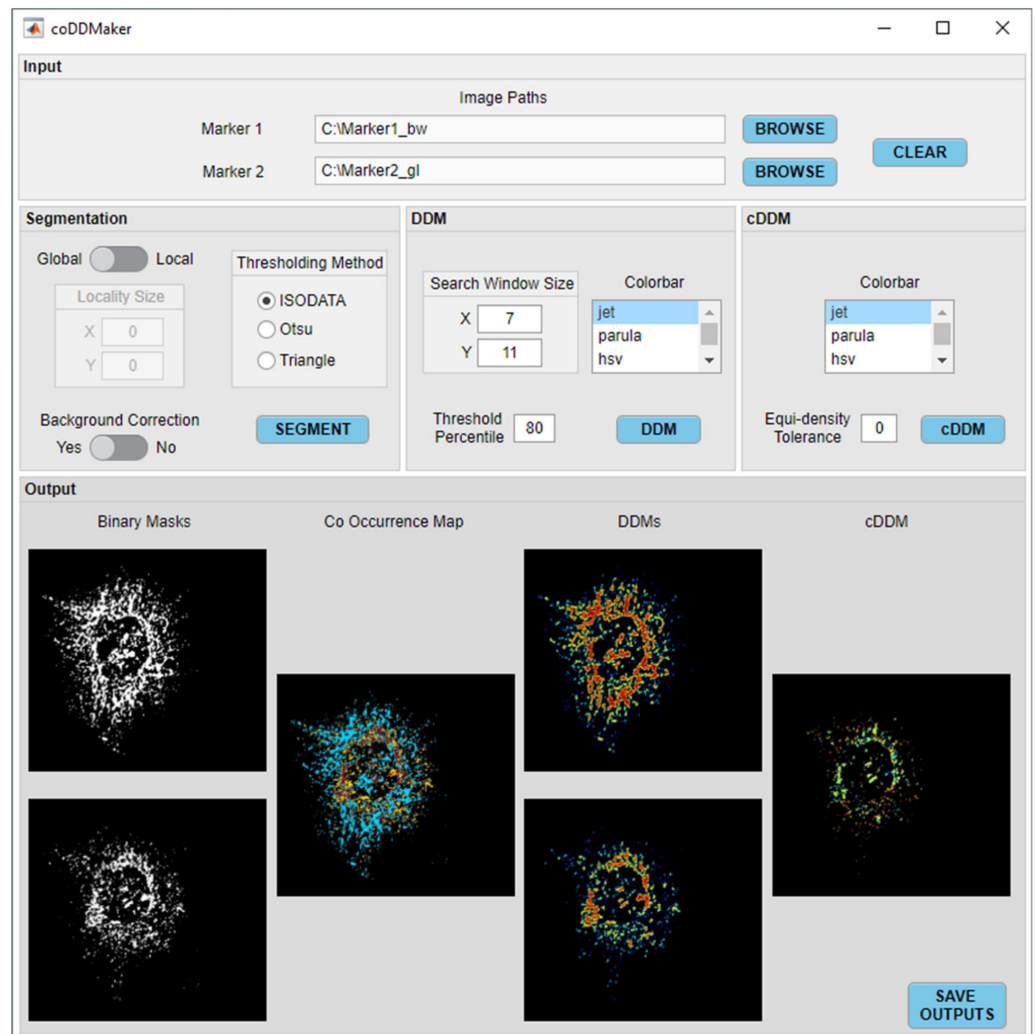 coDDMaker
Input
Image Paths
Marker 1
C:\Marker1_bw
BROWSE
CLEAR
Marker 2
C:\Marker2_gl
BROWSE
Segmentation
Global
Local
Locality Size
X
0
Y
0
Thresholding Method
ISODATA
Otsu
Triangle
Background Correction
Yes
No
SEGMENT
DDM
Search Window Size
X
7
Y
11
Colorbar
jet
parula
hsv
Threshold
Percentile
80
DDM
cDDM
Colorbar
jet
parula
hsv
Equi-density
Tolerance
0
cDDM
Output
Binary Masks
Co Occurrence Map
DDMs
cDDM
SAVE
OUTPUTS